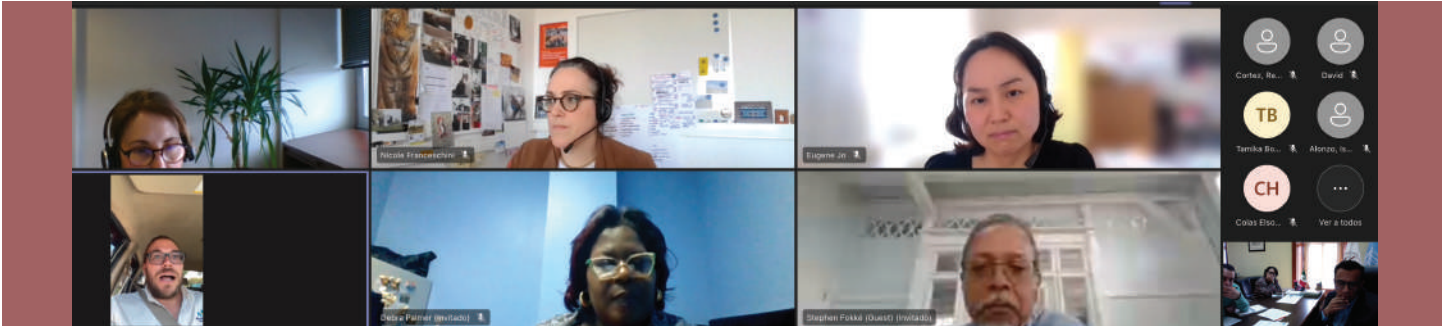 Nicole Franceschini
Eugene Jo
Debra Palmer (Invitado)
Stephen Fokké (Guest) (Invitado)
Cortez, Re...
David
TB
Tamika Bo...
Alonzo, Is...
CH
Colas Elso...
Ver a todos